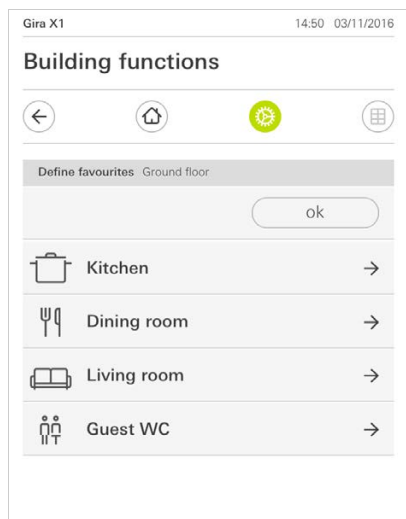 Gira X1 14:50 03/11/2016
Building functions
Define favourites Ground floor
ok
Kitchen
Dining room
Living room
Guest WC